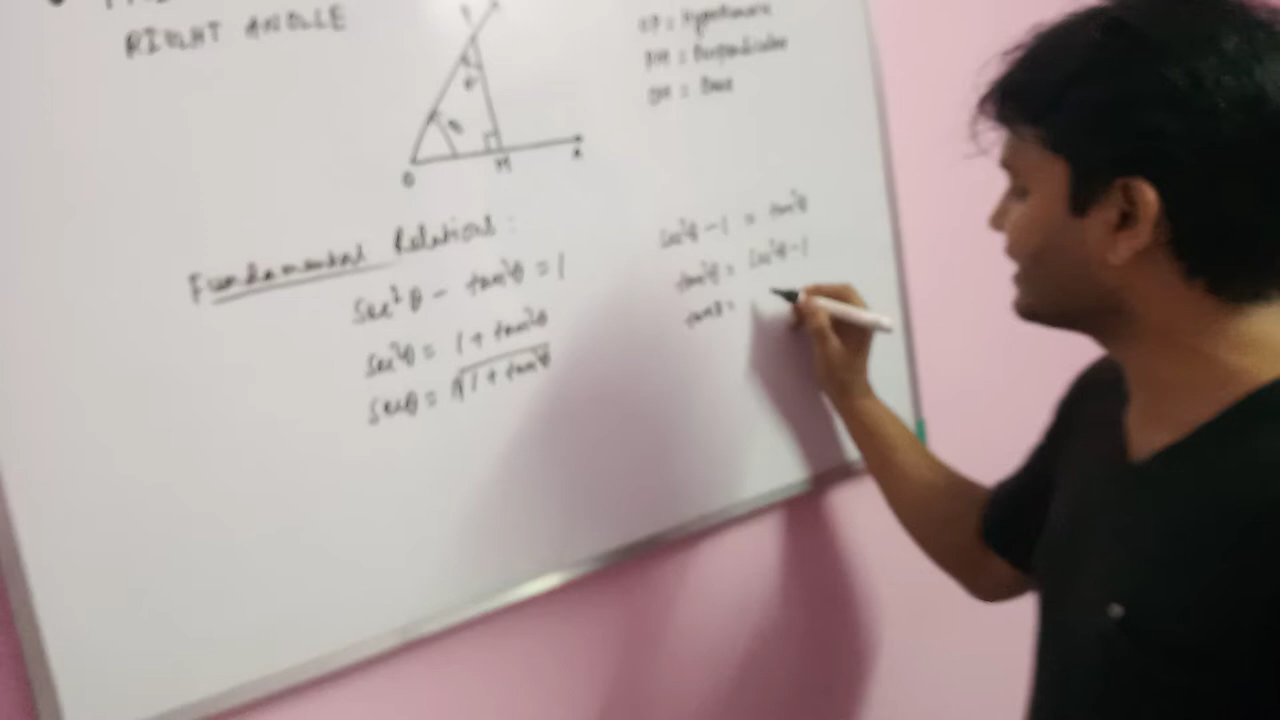 RIGHT ANGLE
P
θ
O
M
A
OP = Hypotenuse
PM = Perpendicular
OM = Base
Fundamental Relations:
sec²θ - tan²θ = 1
sec²θ = 1 + tan²θ
secθ = √1 + tan²θ
sec²θ - 1 = tan²θ
tan²θ = sec²θ - 1
tanθ =